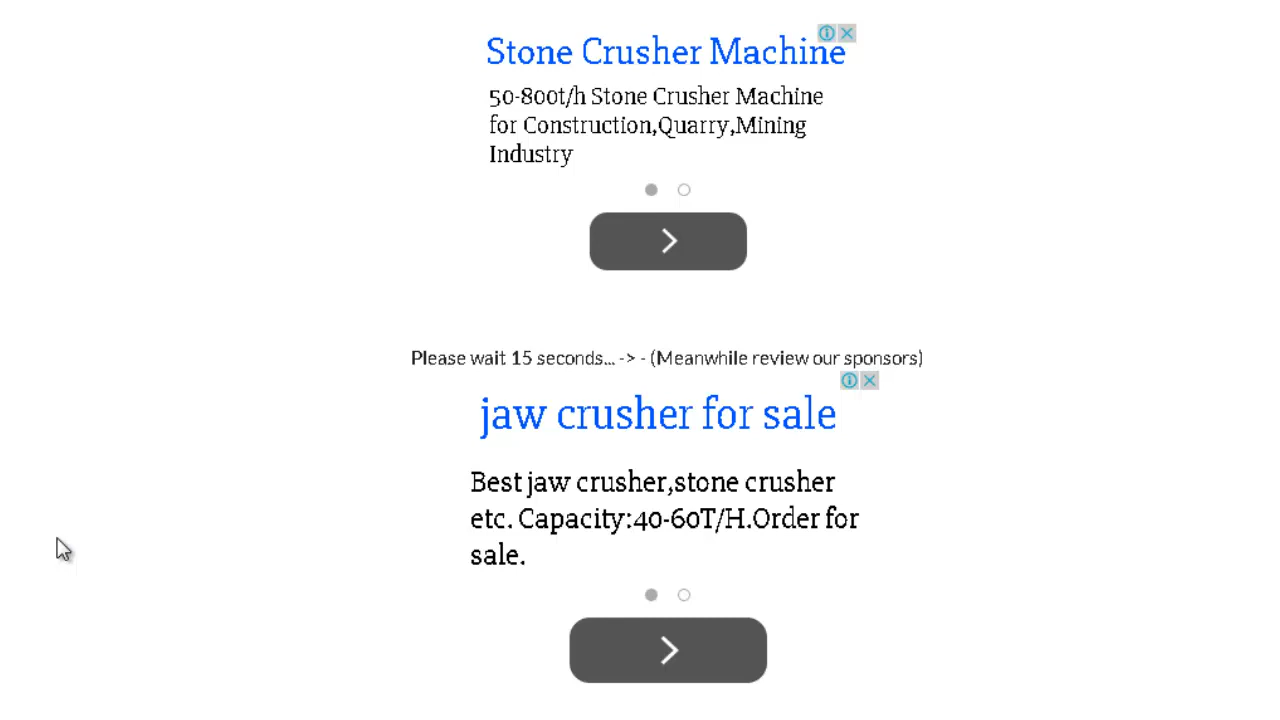 Stone Crusher Machine
50-800t/h Stone Crusher Machine
for Construction,Quarry,Mining
Industry
Please wait 15 seconds... -> - (Meanwhile review our sponsors)
jaw crusher for sale
Best jaw crusher,stone crusher
etc. Capacity:40-60T/H.Order for
sale.